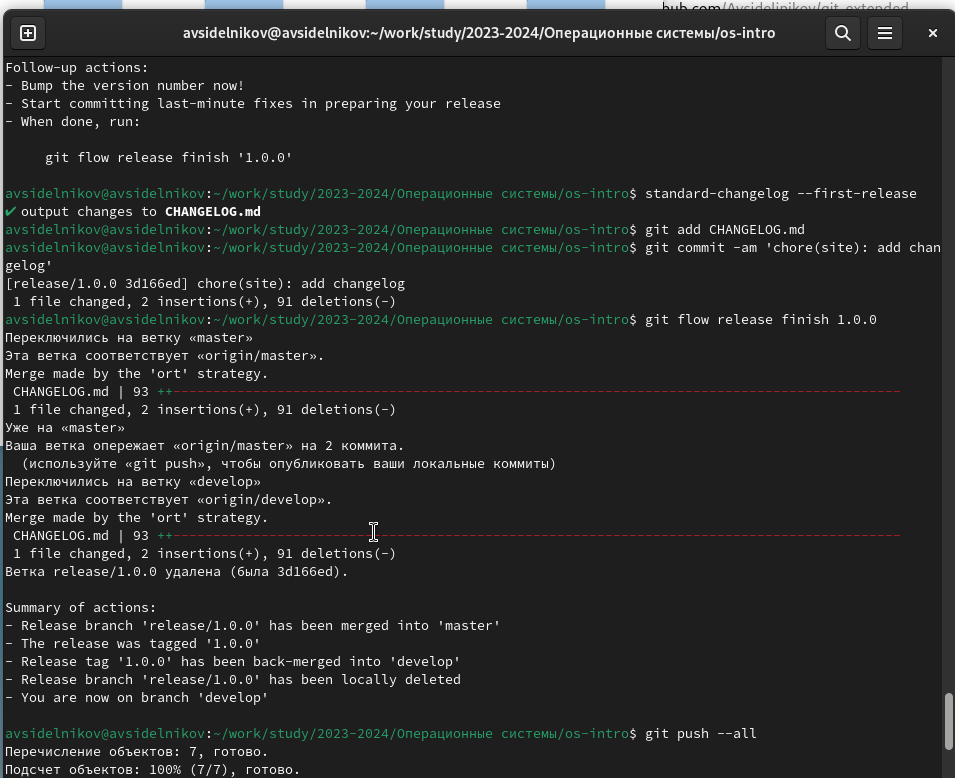 hub.com/Avsidelnikov/git-extended
avsidelnikov@avsidelnikov:~/work/study/2023-2024/Операционные системы/os-intro
Follow-up actions:
- Bump the version number now!
- Start committing last-minute fixes in preparing your release
- When done, run:
git flow release finish '1.0.0'
avsidelnikov@avsidelnikov:~/work/study/2023-2024/Операционные системы/os-intro$ standard-changelog --first-release
✔ output changes to CHANGELOG.md
avsidelnikov@avsidelnikov:~/work/study/2023-2024/Операционные системы/os-intro$ git add CHANGELOG.md
avsidelnikov@avsidelnikov:~/work/study/2023-2024/Операционные системы/os-intro$ git commit -am 'chore(site): add chan
gelog'
[release/1.0.0 3d166ed] chore(site): add changelog
1 file changed, 2 insertions(+), 91 deletions(-)
avsidelnikov@avsidelnikov:~/work/study/2023-2024/Операционные системы/os-intro$ git flow release finish 1.0.0
Переключились на ветку «master»
Эта ветка соответствует «origin/master».
Merge made by the 'ort' strategy.
CHANGELOG.md | 93 ++-------------------------------------------------------------------------------------------
1 file changed, 2 insertions(+), 91 deletions(-)
Уже на «master»
Ваша ветка опережает «origin/master» на 2 коммита.
(используйте «git push», чтобы опубликовать ваши локальные коммиты)
Переключились на ветку «develop»
Эта ветка соответствует «origin/develop».
Merge made by the 'ort' strategy.
CHANGELOG.md | 93 ++-------------------------------------------------------------------------------------------
1 file changed, 2 insertions(+), 91 deletions(-)
Ветка release/1.0.0 удалена (была 3d166ed).
Summary of actions:
- Release branch 'release/1.0.0' has been merged into 'master'
- The release was tagged '1.0.0'
- Release tag '1.0.0' has been back-merged into 'develop'
- Release branch 'release/1.0.0' has been locally deleted
- You are now on branch 'develop'
avsidelnikov@avsidelnikov:~/work/study/2023-2024/Операционные системы/os-intro$ git push --all
Перечисление объектов: 7, готово.
Подсчет объектов: 100% (7/7), готово.